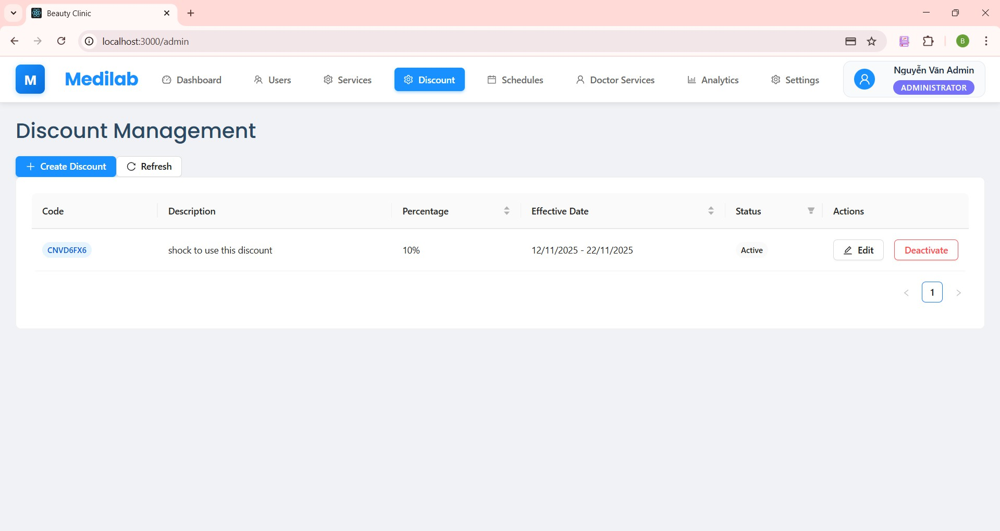 Beauty Clinic
localhost:3000/admin
B
M
Medilab
Dashboard
Users
Services
Discount
Schedules
Doctor Services
Analytics
Settings
Nguyễn Văn Admin
ADMINISTRATOR
Discount Management
Create Discount
Refresh
Code Description Percentage Effective Date Status Actions
CNVD6FX6 shock to use this discount 10% 12/11/2025 - 22/11/2025 Active Edit Deactivate
1